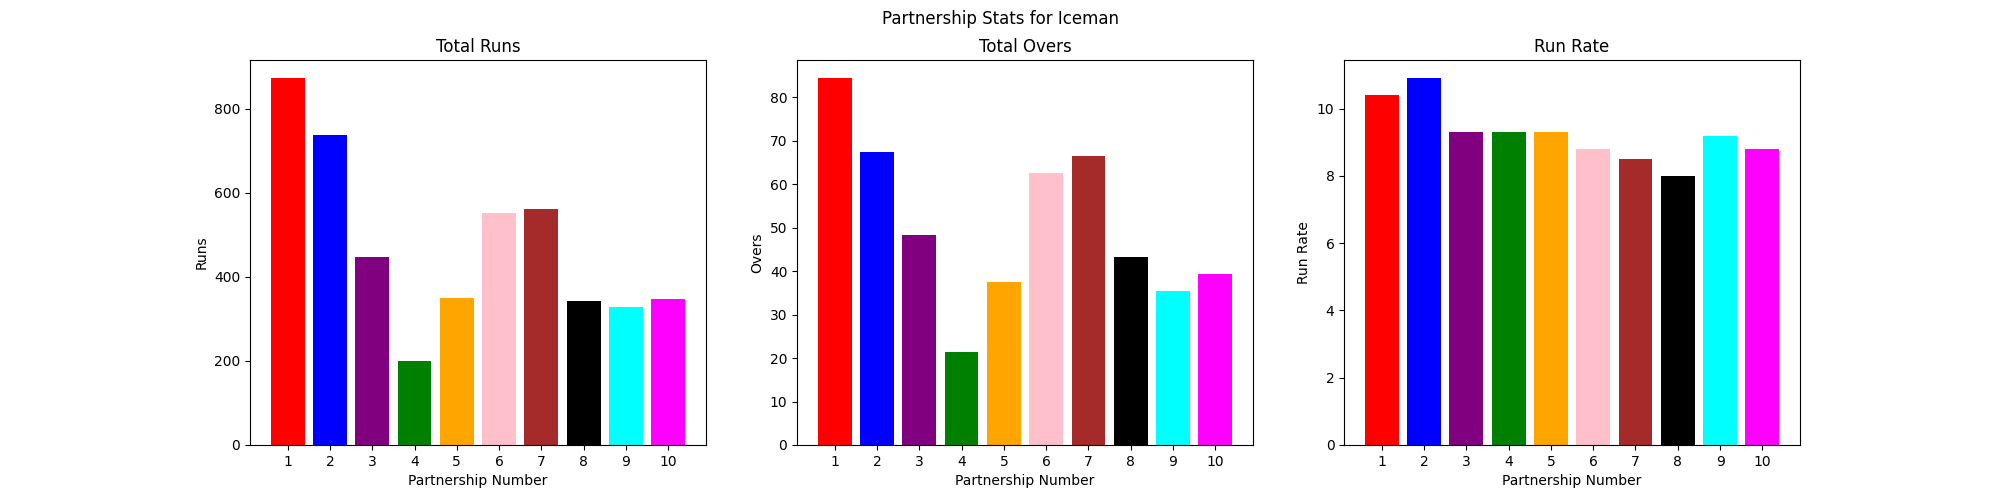 Partnership Stats for Iceman
Total Runs
Runs
800
600
400
200
0
1 2 3 4 5 6 7 8 9 10
Partnership Number
Total Overs
Overs
80
70
60
50
40
30
20
10
0
1 2 3 4 5 6 7 8 9 10
Partnership Number
Run Rate
Run Rate
10
8
6
4
2
0
1 2 3 4 5 6 7 8 9 10
Partnership Number